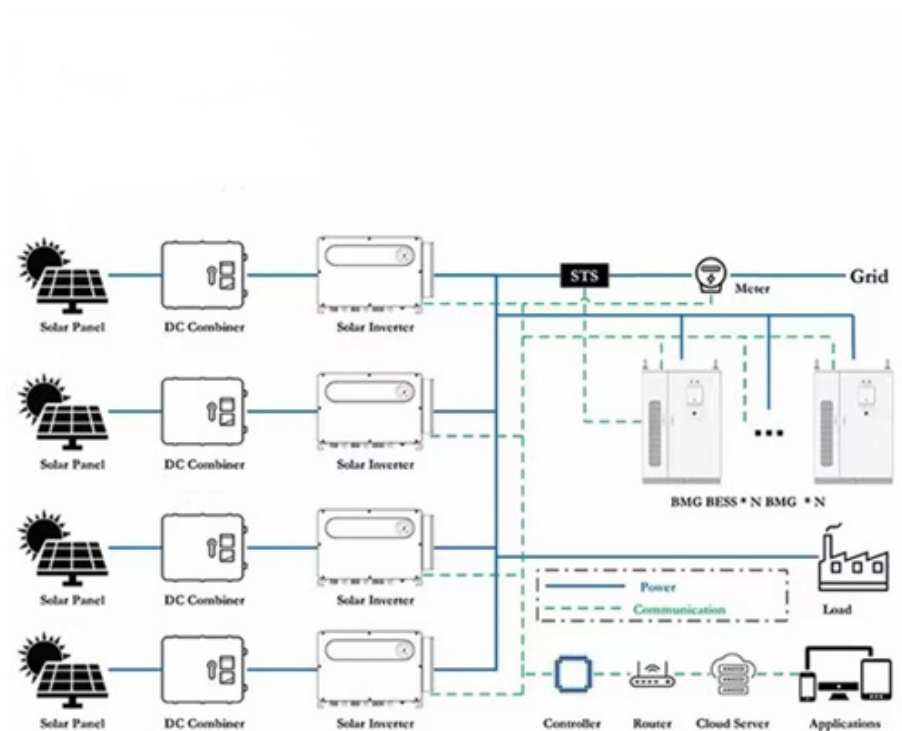 STS
Grid
Meter
Solar Panel DC Combiner Solar Inverter
Solar Panel DC Combiner Solar Inverter
BMG BESS * N BMG * N
Solar Panel DC Combiner Solar Inverter
Power
Communication
Load
Solar Panel DC Combiner Solar Inverter Controller Router Cloud Server Applications